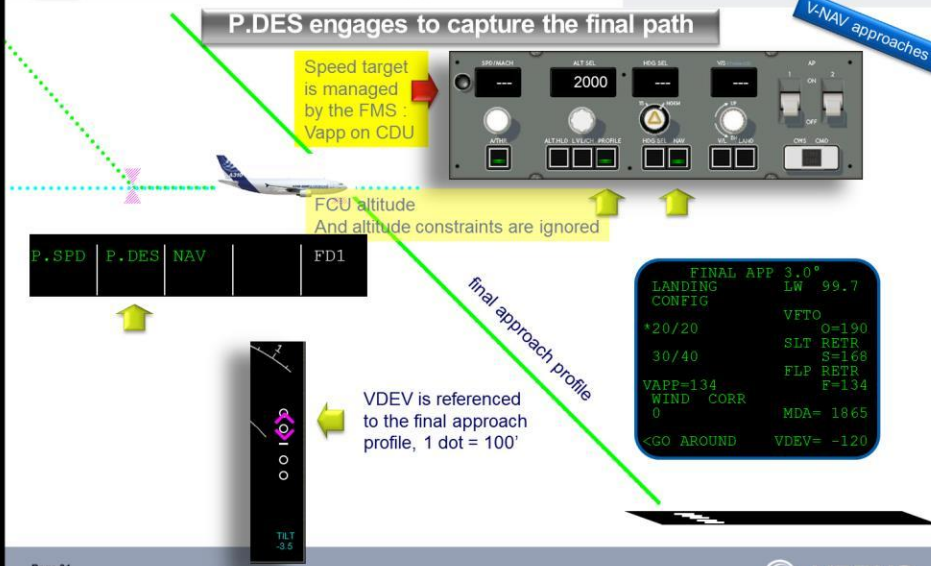 P.DES engages to capture the final path
V-NAV approaches
Speed target
is managed
by the FMS :
Vapp on CDU
SPD/MACH
ALT SEL
HDG SEL
AP
---
2000
---
---
1
ON
2
OFF
A/THR
ALT HLD
LVL/CH
PROFILE
HDG SEL
NAV
V/L
LAND
CWS
CMD
FCU altitude
And altitude constraints are ignored
P.SPD
P.DES
NAV
FD1
final approach profile
FINAL APP 3.0°
LANDING LW 99.7
CONFIG
VFTO
*20/20 O=190
SLT RETR
30/40 S=168
FLP RETR
VAPP=134 F=134
WIND CORR
0 MDA= 1865
<GO AROUND VDEV= -120
1
VDEV is referenced
to the final approach
profile, 1 dot = 100'
TILT
-3.5